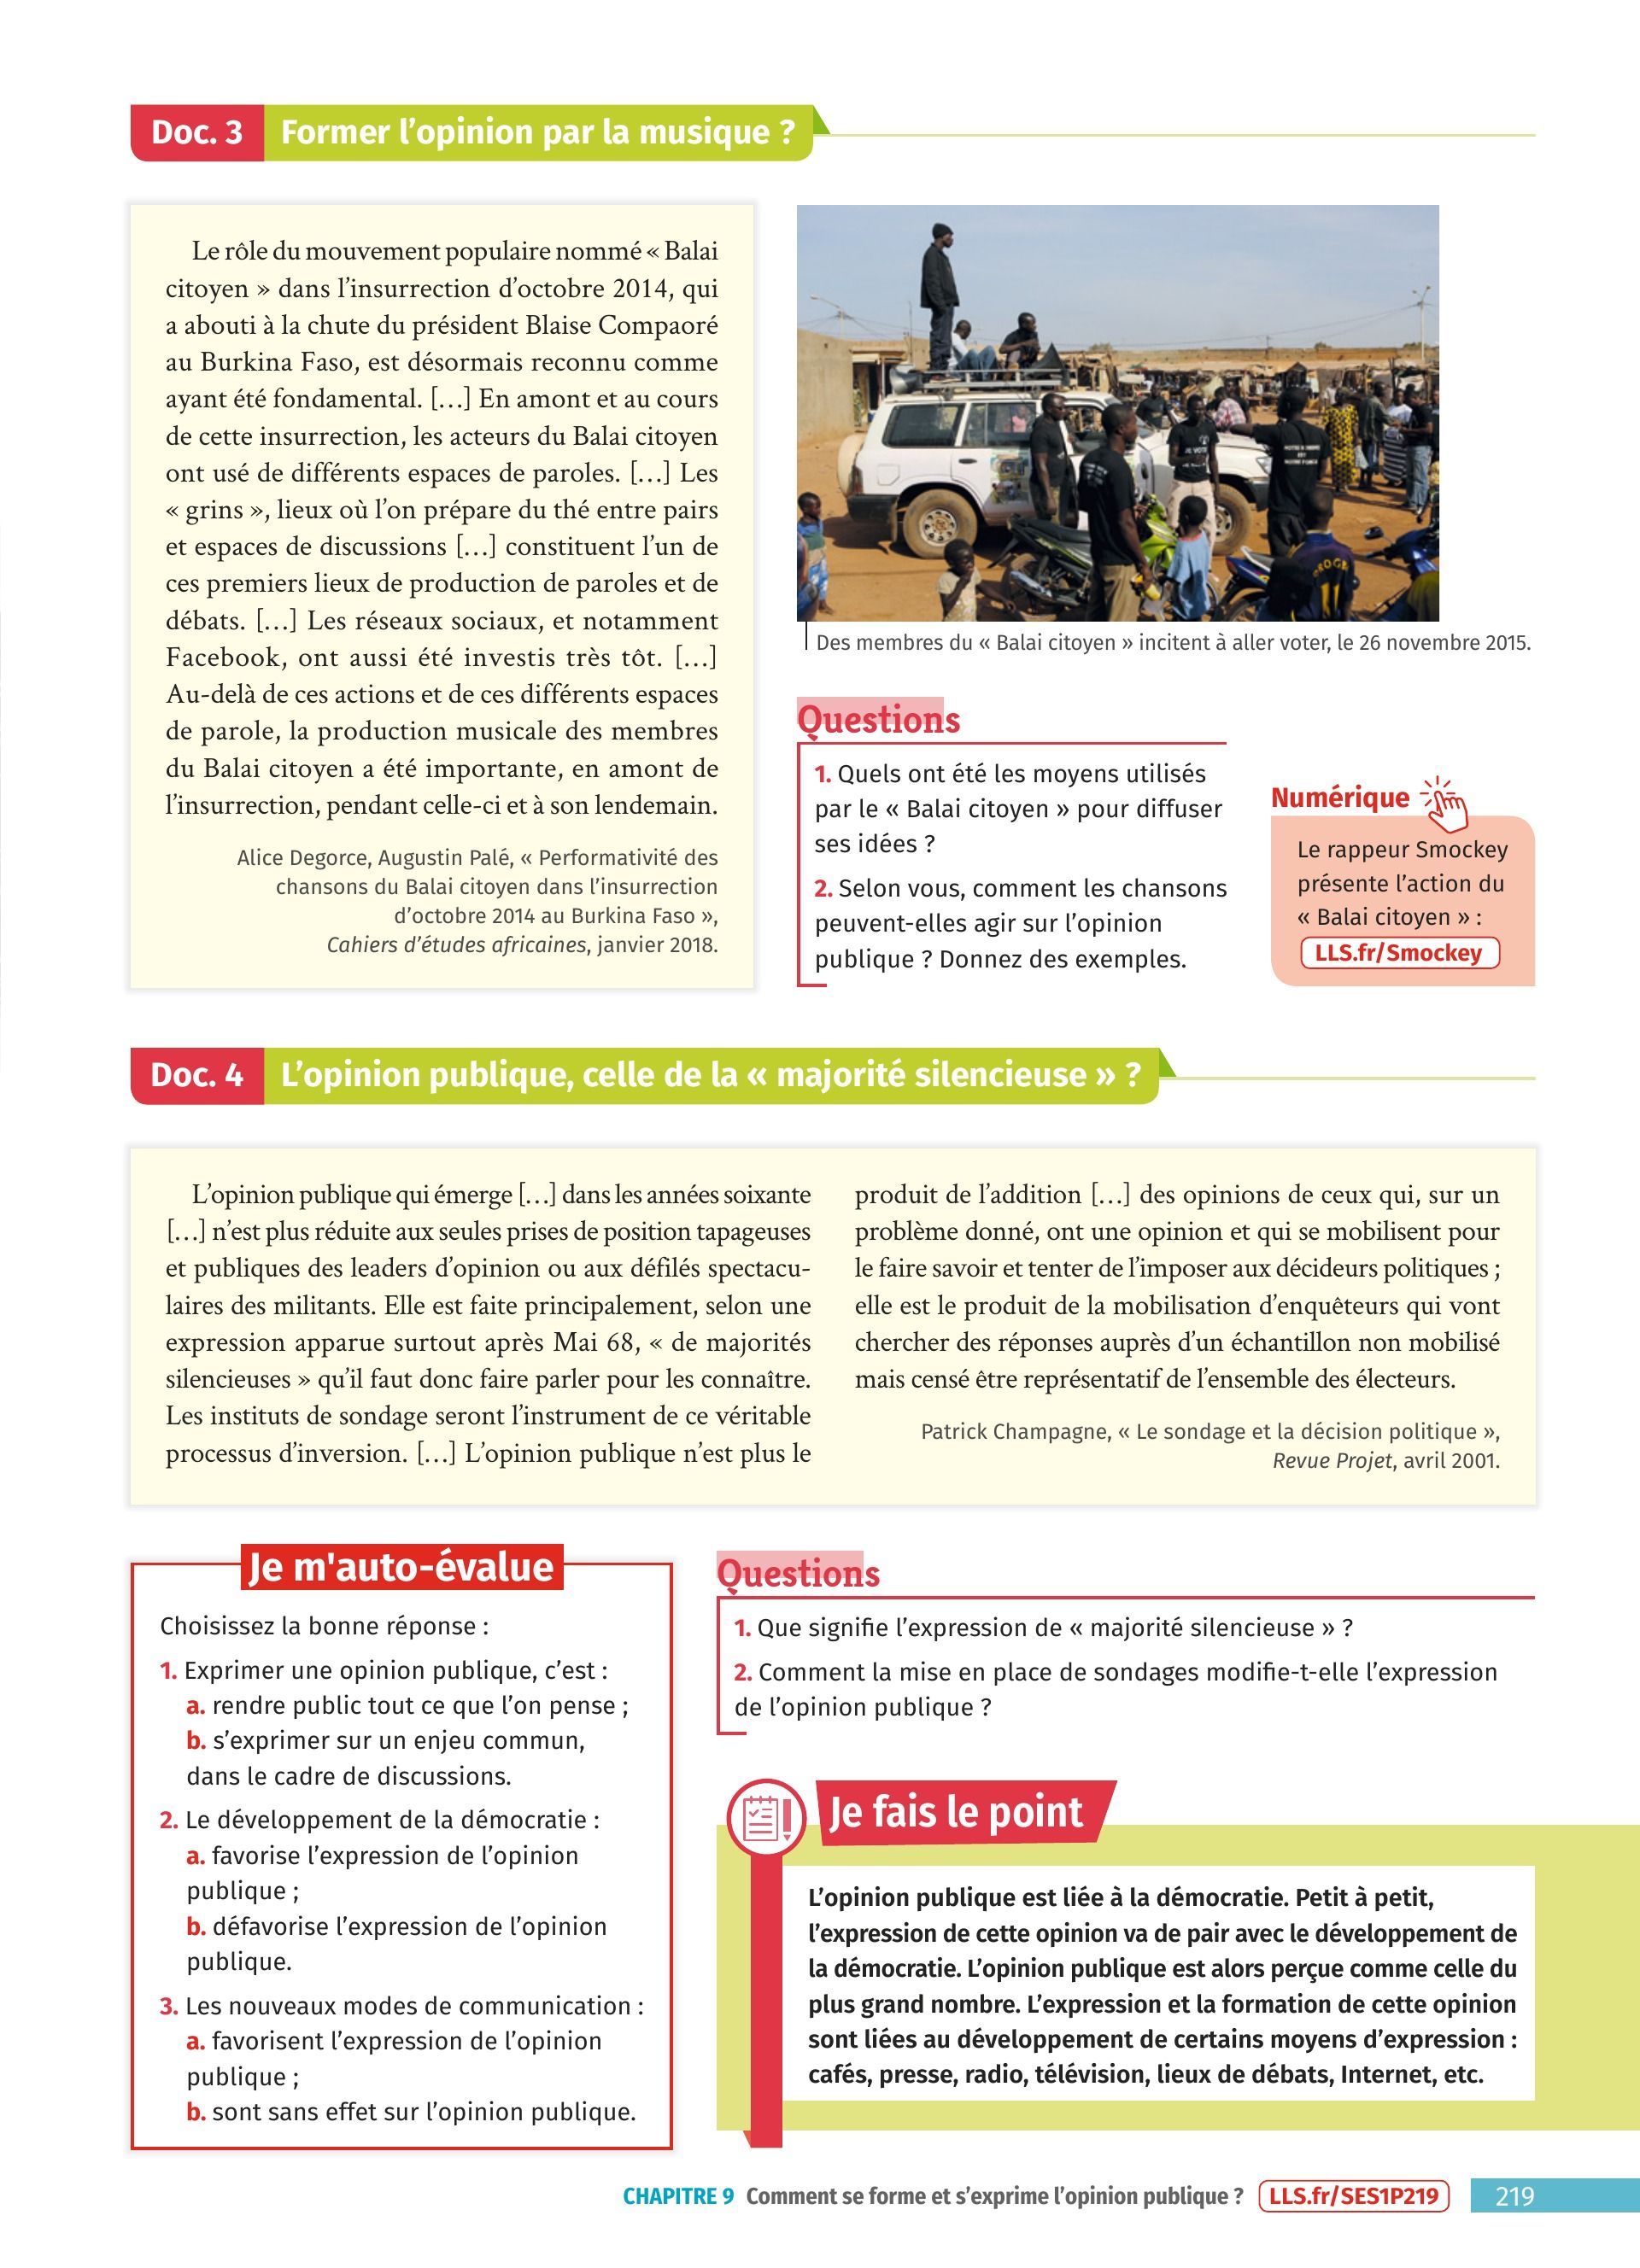 Doc. 3 Former l’opinion par la musique ?
Le rôle du mouvement populaire nommé « Balai
citoyen » dans l’insurrection d’octobre 2014, qui
a abouti à la chute du président Blaise Compaoré
au Burkina Faso, est désormais reconnu comme
ayant été fondamental. […] En amont et au cours
de cette insurrection, les acteurs du Balai citoyen
ont usé de différents espaces de paroles. […] Les
« grins », lieux où l’on prépare du thé entre pairs
et espaces de discussions […] constituent l’un de
ces premiers lieux de production de paroles et de
débats. […] Les réseaux sociaux, et notamment
Facebook, ont aussi été investis très tôt. […]
Au-delà de ces actions et de ces différents espaces
de parole, la production musicale des membres
du Balai citoyen a été importante, en amont de
l’insurrection, pendant celle-ci et à son lendemain.
Alice Degorce, Augustin Palé, « Performativité des
chansons du Balai citoyen dans l’insurrection
d’octobre 2014 au Burkina Faso »,
Cahiers d’études africaines, janvier 2018.
Des membres du « Balai citoyen » incitent à aller voter, le 26 novembre 2015.
Questions
1. Quels ont été les moyens utilisés
par le « Balai citoyen » pour diffuser
ses idées ?
2. Selon vous, comment les chansons
peuvent-elles agir sur l’opinion
publique ? Donnez des exemples.
Numérique
Le rappeur Smockey
présente l’action du
« Balai citoyen » :
LLS.fr/Smockey
Doc. 4 L’opinion publique, celle de la « majorité silencieuse » ?
L’opinion publique qui émerge […] dans les années soixante
[…] n’est plus réduite aux seules prises de position tapageuses
et publiques des leaders d’opinion ou aux défilés spectacu-
laires des militants. Elle est faite principalement, selon une
expression apparue surtout après Mai 68, « de majorités
silencieuses » qu’il faut donc faire parler pour les connaître.
Les instituts de sondage seront l’instrument de ce véritable
processus d’inversion. […] L’opinion publique n’est plus le
produit de l’addition […] des opinions de ceux qui, sur un
problème donné, ont une opinion et qui se mobilisent pour
le faire savoir et tenter de l’imposer aux décideurs politiques ;
elle est le produit de la mobilisation d’enquêteurs qui vont
chercher des réponses auprès d’un échantillon non mobilisé
mais censé être représentatif de l’ensemble des électeurs.
Patrick Champagne, « Le sondage et la décision politique »,
Revue Projet, avril 2001.
Je m'auto-évalue
Choisissez la bonne réponse :
1. Exprimer une opinion publique, c’est :
a. rendre public tout ce que l’on pense ;
b. s’exprimer sur un enjeu commun,
dans le cadre de discussions.
2. Le développement de la démocratie :
a. favorise l’expression de l’opinion
publique ;
b. défavorise l’expression de l’opinion
publique.
3. Les nouveaux modes de communication :
a. favorisent l’expression de l’opinion
publique ;
b. sont sans effet sur l’opinion publique.
Questions
1. Que signifie l’expression de « majorité silencieuse » ?
2. Comment la mise en place de sondages modifie-t-elle l’expression
de l’opinion publique ?
Je fais le point
L’opinion publique est liée à la démocratie. Petit à petit,
l’expression de cette opinion va de pair avec le développement de
la démocratie. L’opinion publique est alors perçue comme celle du
plus grand nombre. L’expression et la formation de cette opinion
sont liées au développement de certains moyens d’expression :
cafés, presse, radio, télévision, lieux de débats, Internet, etc.
CHAPITRE 9 Comment se forme et s’exprime l’opinion publique ? LLS.fr/SES1P219 219